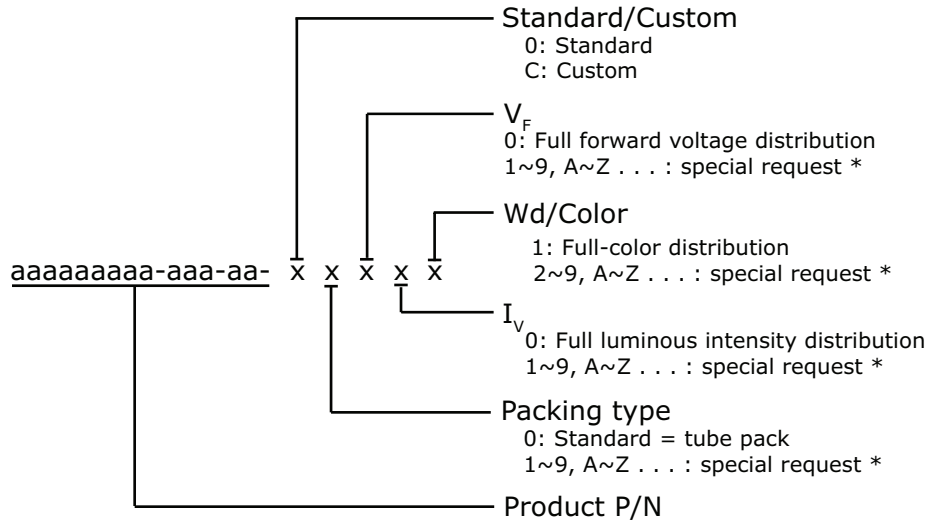 Standard/Custom
0: Standard
C: Custom
VF
0: Full forward voltage distribution
1~9, A~Z . . . : special request *
Wd/Color
1: Full-color distribution
2~9, A~Z . . . : special request *
aaaaaaaaa-aaa-aa- x x x x x
IV
0: Full luminous intensity distribution
1~9, A~Z . . . : special request *
Packing type
0: Standard = tube pack
1~9, A~Z . . . : special request *
Product P/N